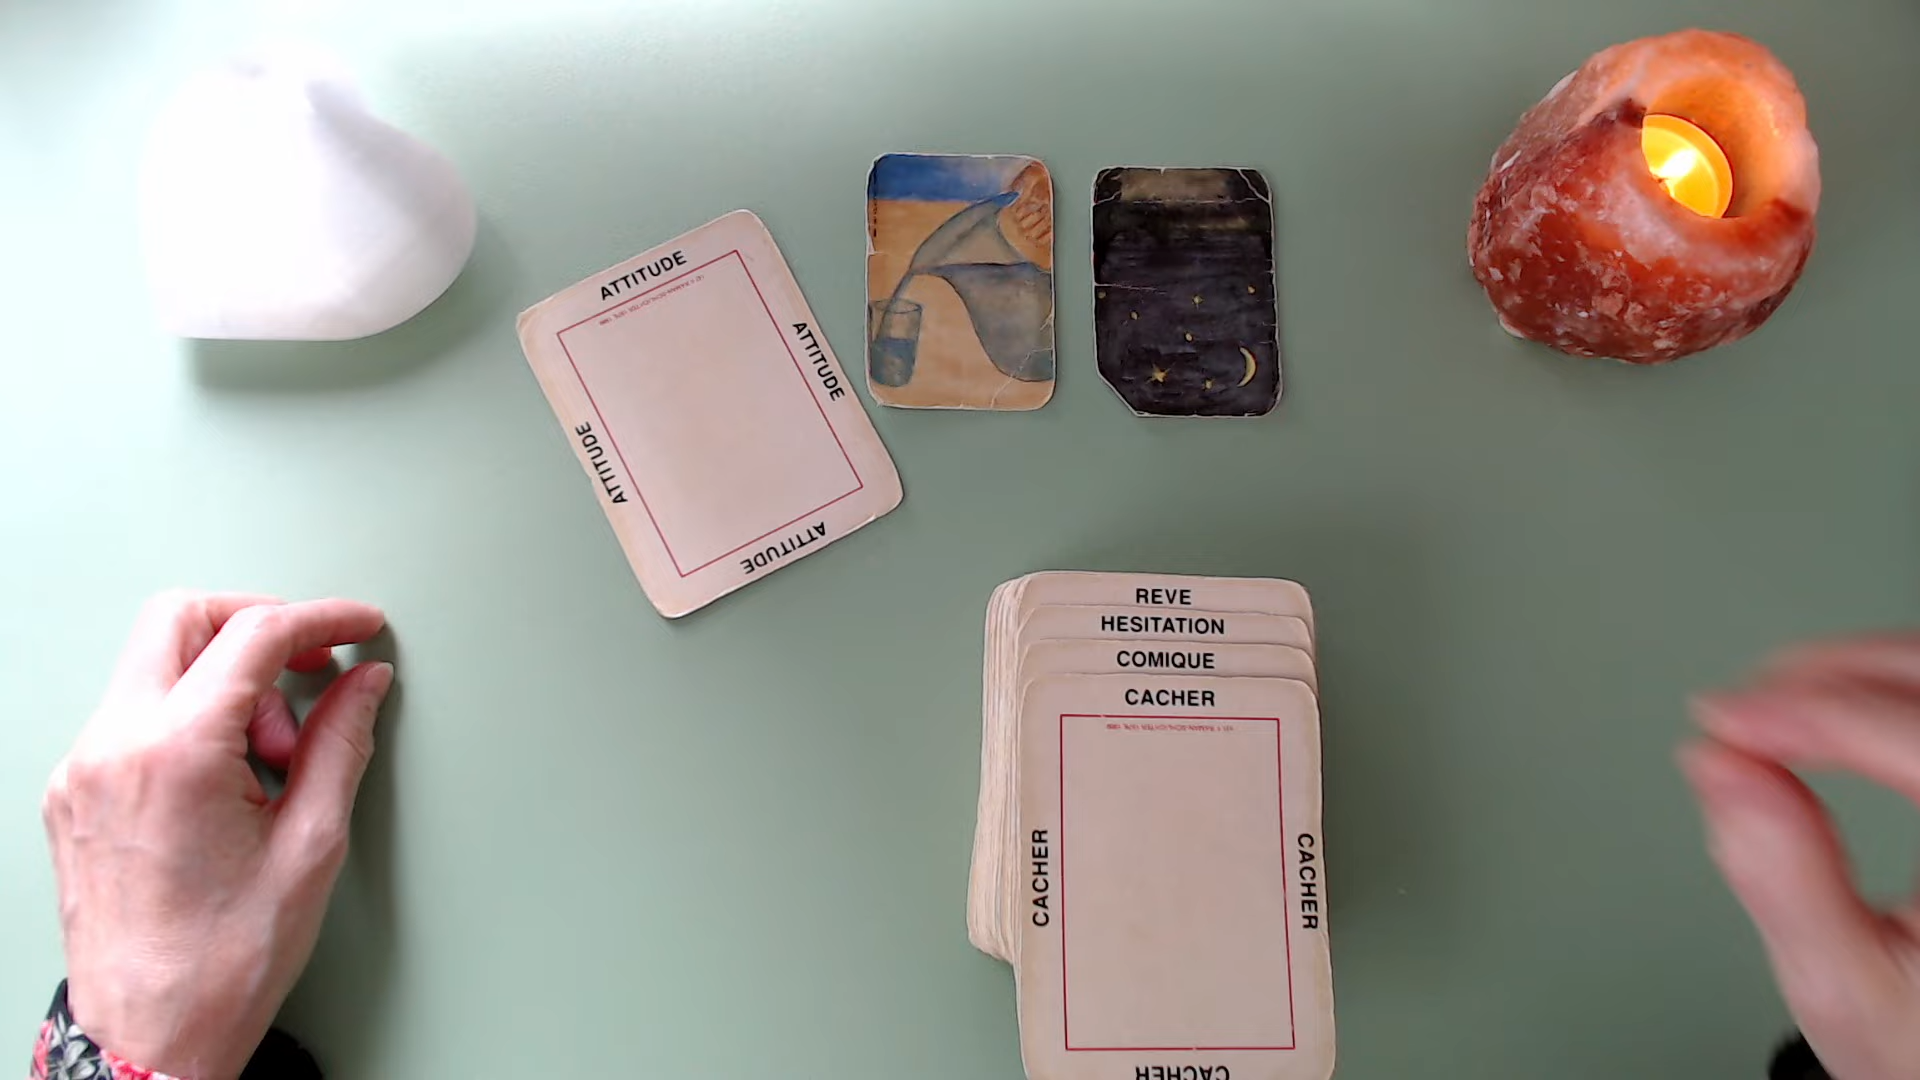 ATTITUDE
ATTITUDE
ATTITUDE
ATTITUDE
REVE
HESITATION
COMIQUE
CACHER
CACHER
CACHER
CACHER